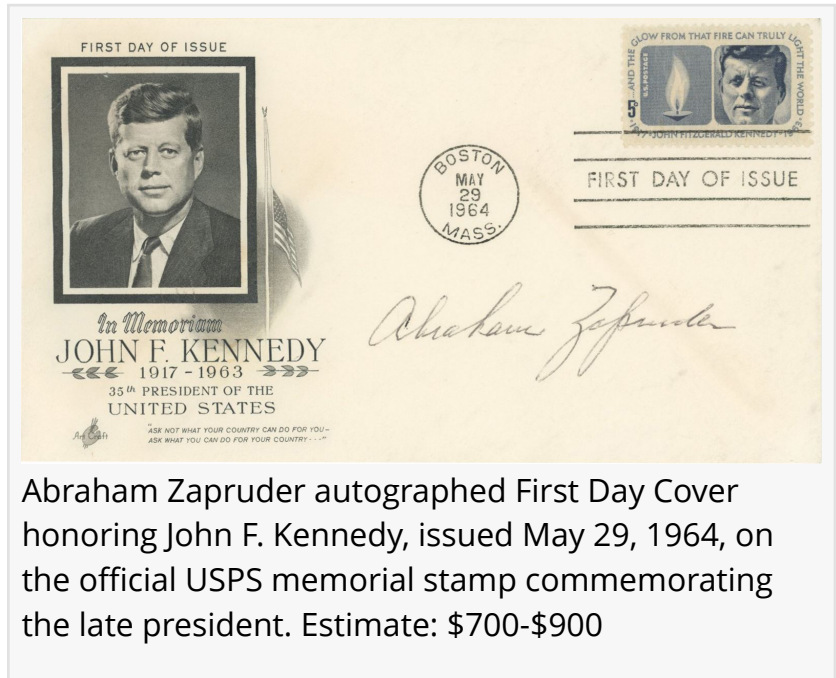 FIRST DAY OF ISSUE
In Memoriam
JOHN F. KENNEDY
1917 - 1963
35th PRESIDENT OF THE
UNITED STATES
"ASK NOT WHAT YOUR COUNTRY CAN DO FOR YOU–
ASK WHAT YOU CAN DO FOR YOUR COUNTRY - - -"
Art Craft
BOSTON
MAY
29
1964
MASS.
...AND THE GLOW FROM THAT FIRE CAN TRULY LIGHT THE WORLD
U.S. POSTAGE
5¢
JOHN FITZGERALD KENNEDY
FIRST DAY OF ISSUE
Abraham Zapruder
Abraham Zapruder autographed First Day Cover
honoring John F. Kennedy, issued May 29, 1964, on
the official USPS memorial stamp commemorating
the late president. Estimate: $700-$900